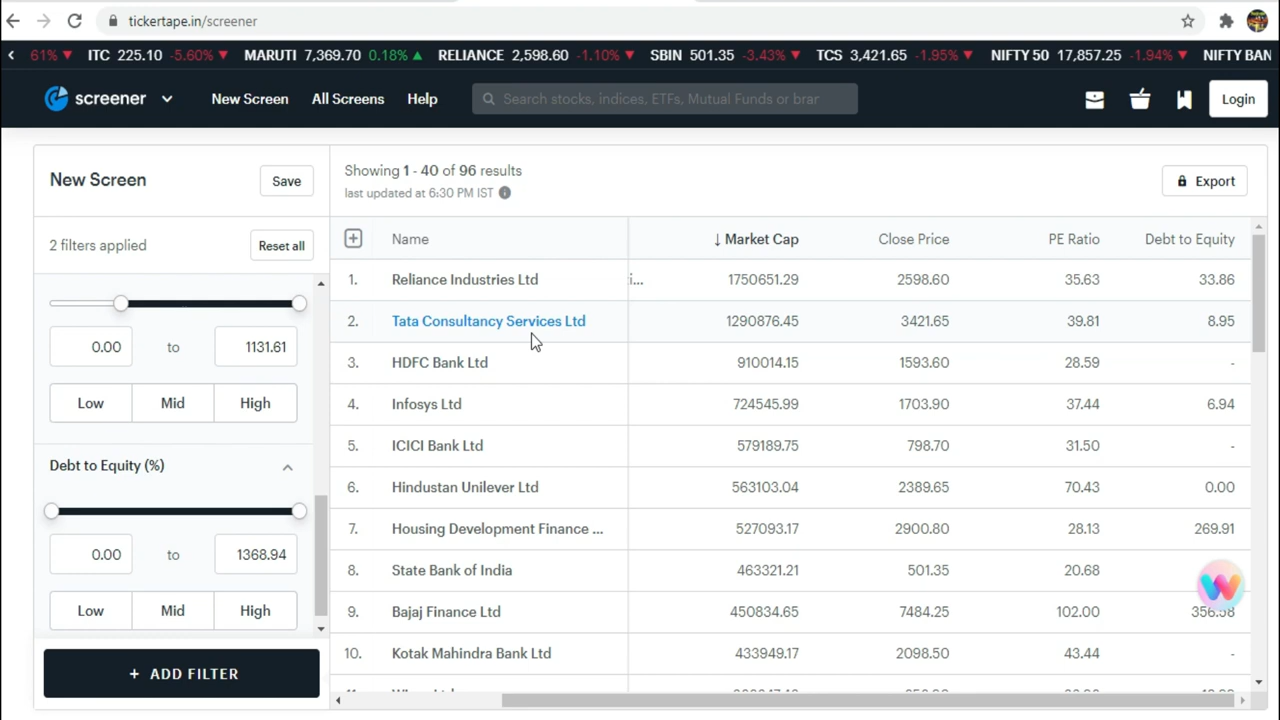 tickertape.in/screener
61% ▼ ITC 225.10 -5.60% ▼ MARUTI 7,369.70 0.18% ▲ RELIANCE 2,598.60 -1.10% ▼ SBIN 501.35 -3.43% ▼ TCS 3,421.65 -1.95% ▼ NIFTY 50 17,857.25 -1.94% ▼ NIFTY BAN
screener New Screen All Screens Help Search stocks, indices, ETFs, Mutual Funds or brar Login
New Screen Save
Showing 1 - 40 of 96 results
last updated at 6:30 PM IST
Export
2 filters applied Reset all
Name ↓ Market Cap Close Price PE Ratio Debt to Equity
1. Reliance Industries Ltd i... 1750651.29 2598.60 35.63 33.86
2. Tata Consultancy Services Ltd 1290876.45 3421.65 39.81 8.95
3. HDFC Bank Ltd 910014.15 1593.60 28.59 -
4. Infosys Ltd 724545.99 1703.90 37.44 6.94
5. ICICI Bank Ltd 579189.75 798.70 31.50 -
6. Hindustan Unilever Ltd 563103.04 2389.65 70.43 0.00
7. Housing Development Finance ... 527093.17 2900.80 28.13 269.91
8. State Bank of India 463321.21 501.35 20.68
9. Bajaj Finance Ltd 450834.65 7484.25 102.00 356.58
10. Kotak Mahindra Bank Ltd 433949.17 2098.50 43.44 -
0.00 to 1131.61
Low Mid High
Debt to Equity (%)
0.00 to 1368.94
Low Mid High
+ ADD FILTER